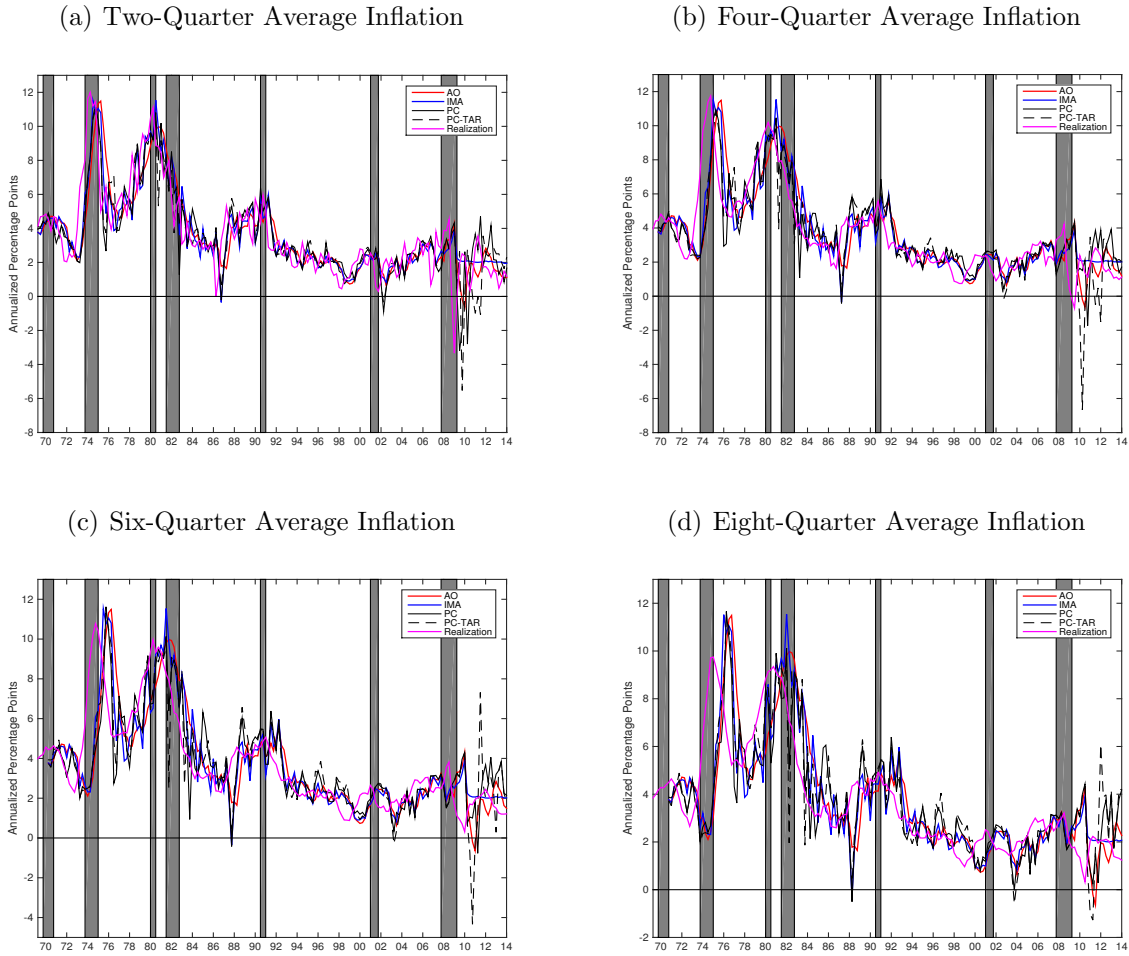 (a) Two-Quarter Average Inflation
Annualized Percentage Points
12
10
8
6
4
2
0
-2
-4
-6
-8
70 72 74 76 78 80 82 84 86 88 90 92 94 96 98 00 02 04 06 08 10 12 14
AO
IMA
PC
PC-TAR
Realization
(b) Four-Quarter Average Inflation
Annualized Percentage Points
12
10
8
6
4
2
0
-2
-4
-6
-8
70 72 74 76 78 80 82 84 86 88 90 92 94 96 98 00 02 04 06 08 10 12 14
AO
IMA
PC
PC-TAR
Realization
(c) Six-Quarter Average Inflation
Annualized Percentage Points
12
10
8
6
4
2
0
-2
-4
70 72 74 76 78 80 82 84 86 88 90 92 94 96 98 00 02 04 06 08 10 12 14
AO
IMA
PC
PC-TAR
Realization
(d) Eight-Quarter Average Inflation
Annualized Percentage Points
12
10
8
6
4
2
0
-2
70 72 74 76 78 80 82 84 86 88 90 92 94 96 98 00 02 04 06 08 10 12 14
AO
IMA
PC
PC-TAR
Realization